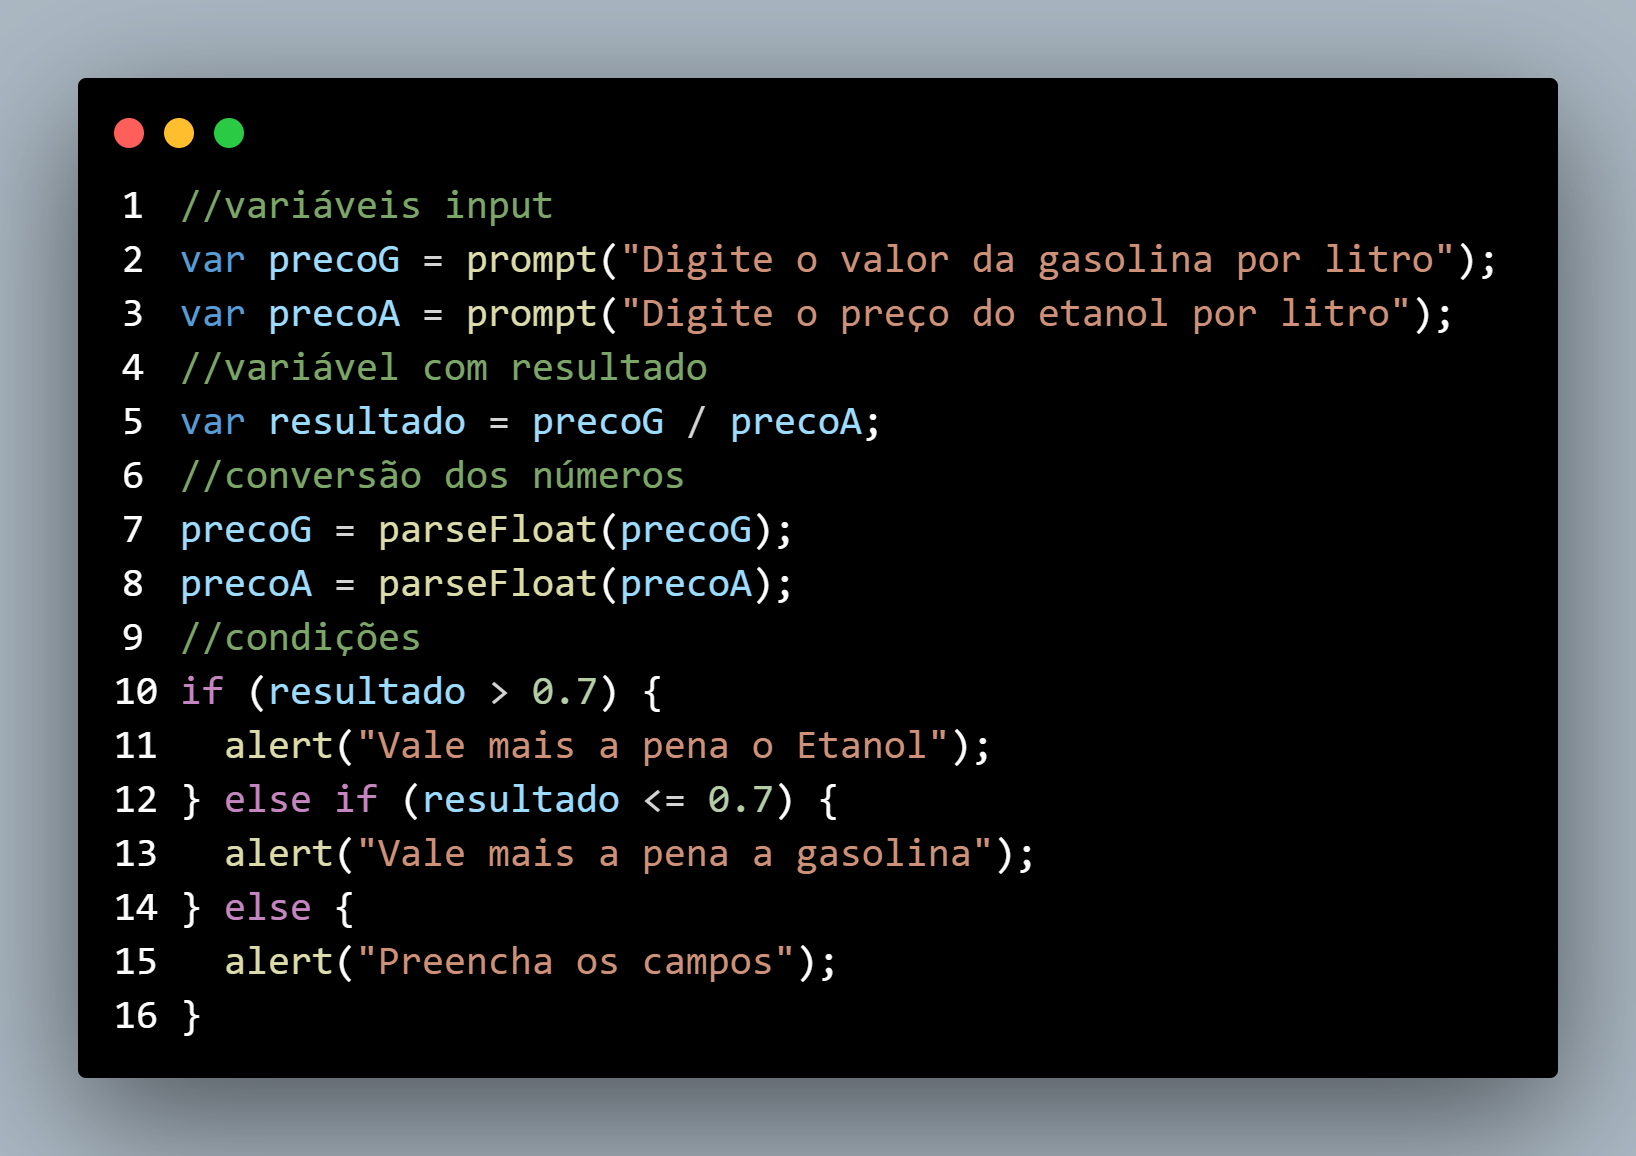 1 //variáveis input
2 var precoG = prompt("Digite o valor da gasolina por litro");
3 var precoA = prompt("Digite o preço do etanol por litro");
4 //variável com resultado
5 var resultado = precoG / precoA;
6 //conversão dos números
7 precoG = parseFloat(precoG);
8 precoA = parseFloat(precoA);
9 //condições
10 if (resultado > 0.7) {
11   alert("Vale mais a pena o Etanol");
12 } else if (resultado <= 0.7) {
13   alert("Vale mais a pena a gasolina");
14 } else {
15   alert("Preencha os campos");
16 }